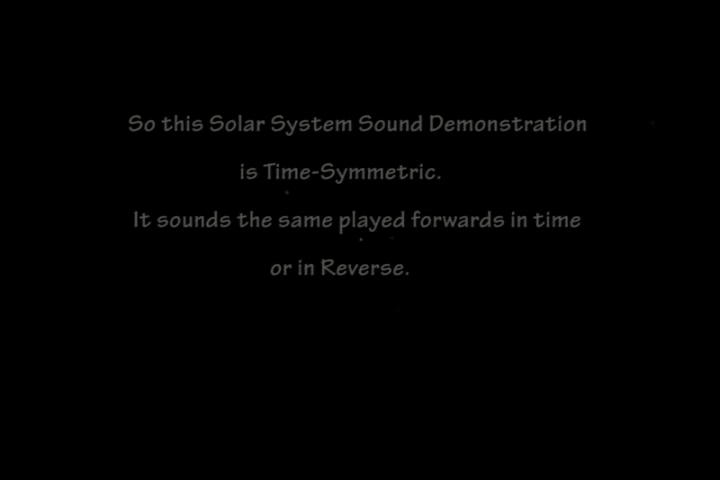 So this Solar System Sound Demonstration
is Time-Symmetric.
It sounds the same played forwards in time
or in Reverse.